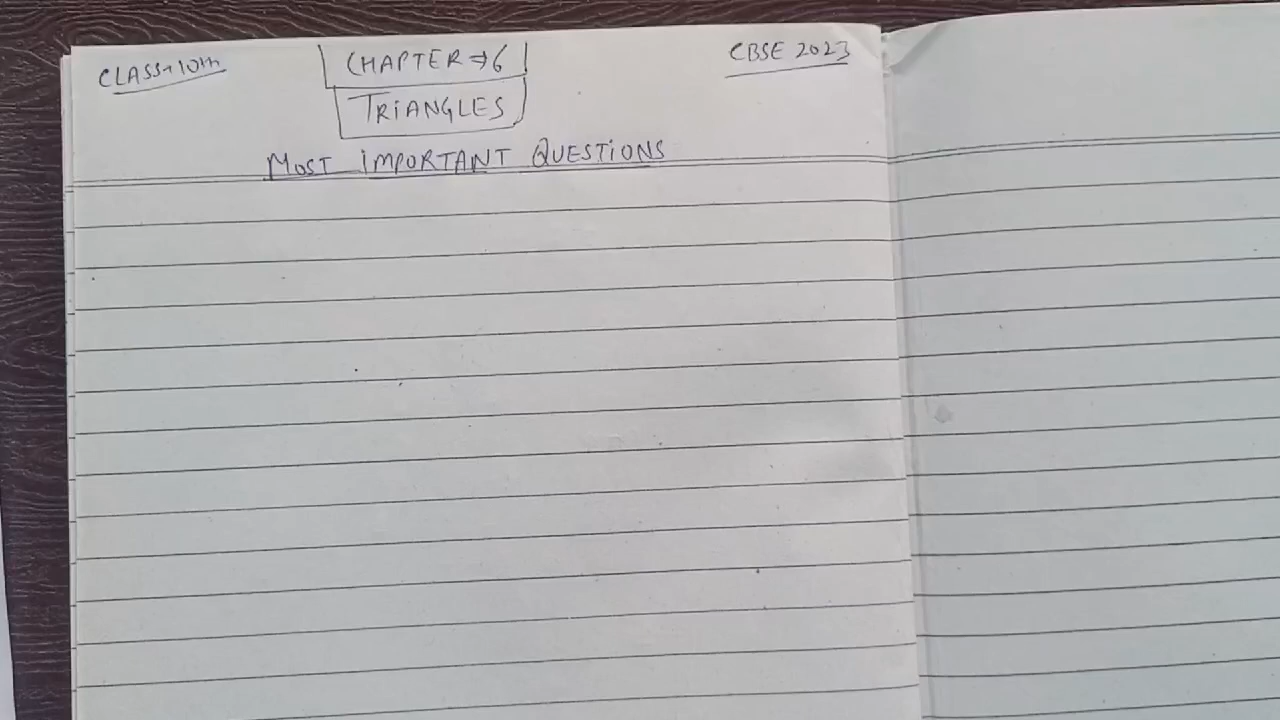 CLASS→10th
CHAPTER ⇒ 6
CBSE 2023
TRIANGLES
MOST IMPORTANT QUESTIONS